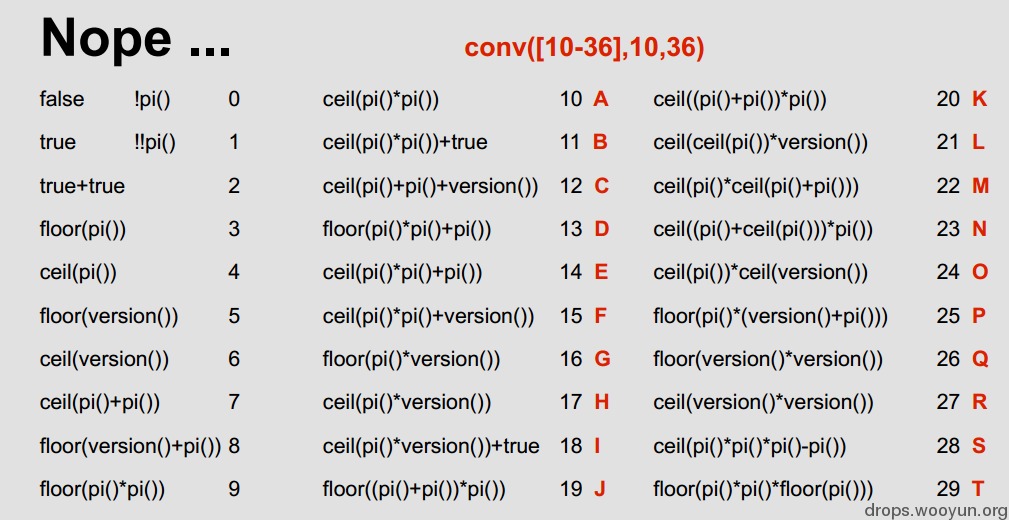 Nope ...
conv([10-36],10,36)
false !pi() 0 ceil(pi()*pi()) 10 A ceil((pi()+pi())*pi()) 20 K
true !!pi() 1 ceil(pi()*pi())+true 11 B ceil(ceil(pi())*version()) 21 L
true+true 2 ceil(pi()+pi()+version()) 12 C ceil(pi()*ceil(pi()+pi())) 22 M
floor(pi()) 3 floor(pi()*pi()+pi()) 13 D ceil((pi()+ceil(pi()))*pi()) 23 N
ceil(pi()) 4 ceil(pi()*pi()+pi()) 14 E ceil(pi())*ceil(version()) 24 O
floor(version()) 5 ceil(pi()*pi()+version()) 15 F floor(pi()*(version()+pi())) 25 P
ceil(version()) 6 floor(pi()*version()) 16 G floor(version()*version()) 26 Q
ceil(pi()+pi()) 7 ceil(pi()*version()) 17 H ceil(version()*version()) 27 R
floor(version()+pi()) 8 ceil(pi()*version())+true 18 I ceil(pi()*pi()*pi()-pi()) 28 S
floor(pi()*pi()) 9 floor((pi()+pi())*pi()) 19 J floor(pi()*pi()*floor(pi())) 29 T
drops.wooyun.org